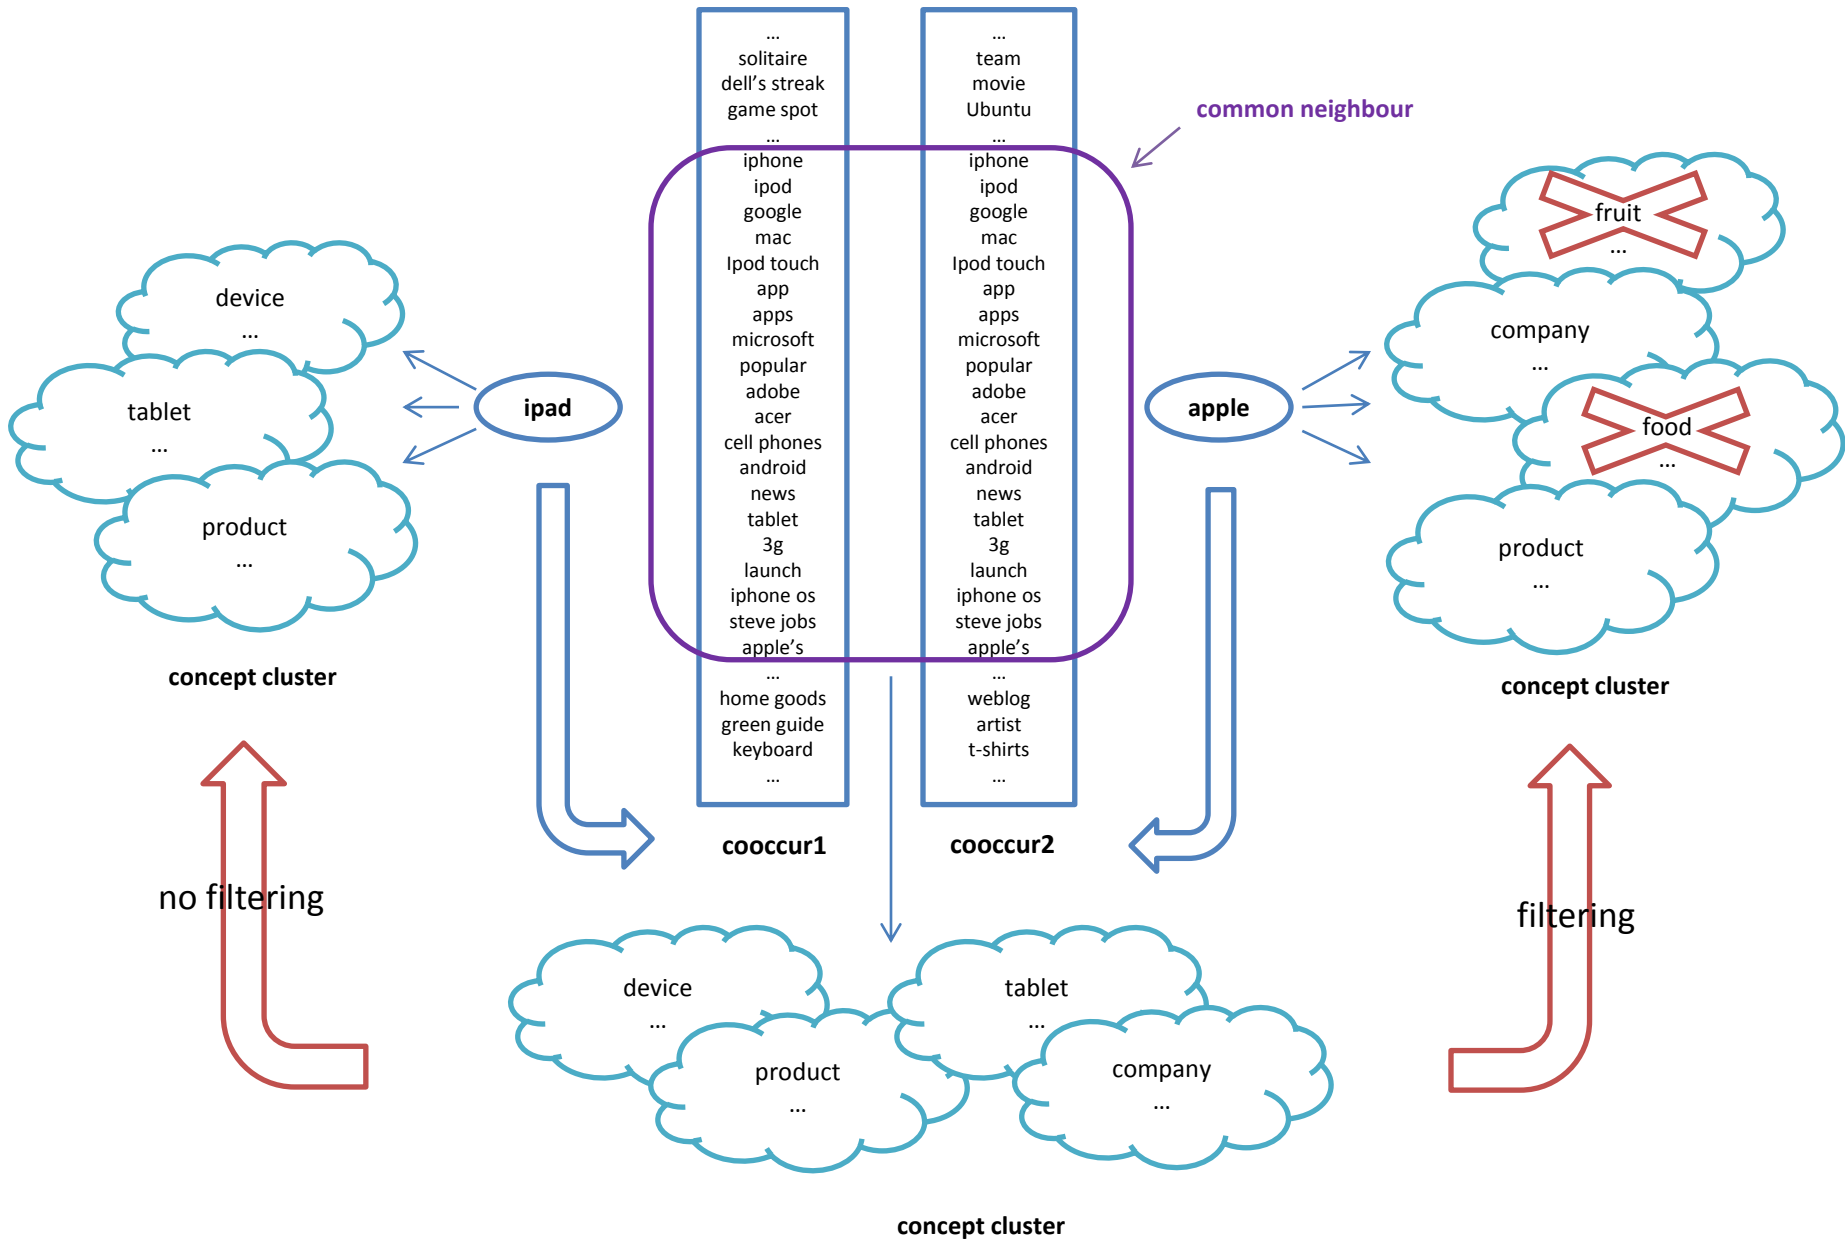 ...
solitaire
dell's streak
game spot
...
iphone
ipod
google
mac
Ipod touch
app
apps
microsoft
popular
adobe
acer
cell phones
android
news
tablet
3g
launch
iphone os
steve jobs
apple's
...
home goods
green guide
keyboard
...
cooccur1
...
team
movie
Ubuntu
...
iphone
ipod
google
mac
Ipod touch
app
apps
microsoft
popular
adobe
acer
cell phones
android
news
tablet
3g
launch
iphone os
steve jobs
apple's
...
weblog
artist
t-shirts
...
cooccur2
common neighbour
device
...
tablet
...
product
...
concept cluster
ipad
apple
fruit
...
company
...
food
...
product
...
concept cluster
no filtering
filtering
device
...
tablet
...
product
...
company
...
concept cluster